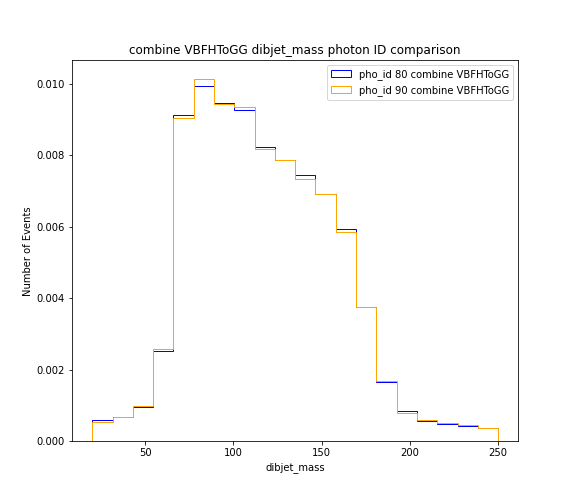 combine VBFHToGG dibjet_mass photon ID comparison
pho_id 80 combine VBFHToGG
pho_id 90 combine VBFHToGG
Number of Events
0.010
0.008
0.006
0.004
0.002
0.000
50
100
150
200
250
dibjet_mass